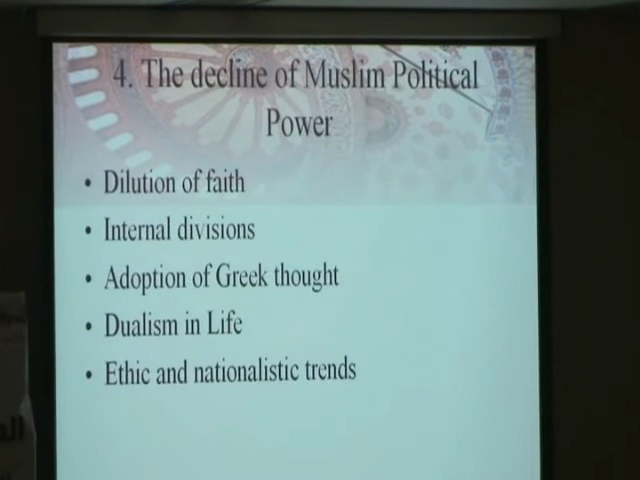 4. The decline of Muslim Political
Power
• Dilution of faith
• Internal divisions
• Adoption of Greek thought
• Dualism in Life
• Ethic and nationalistic trends